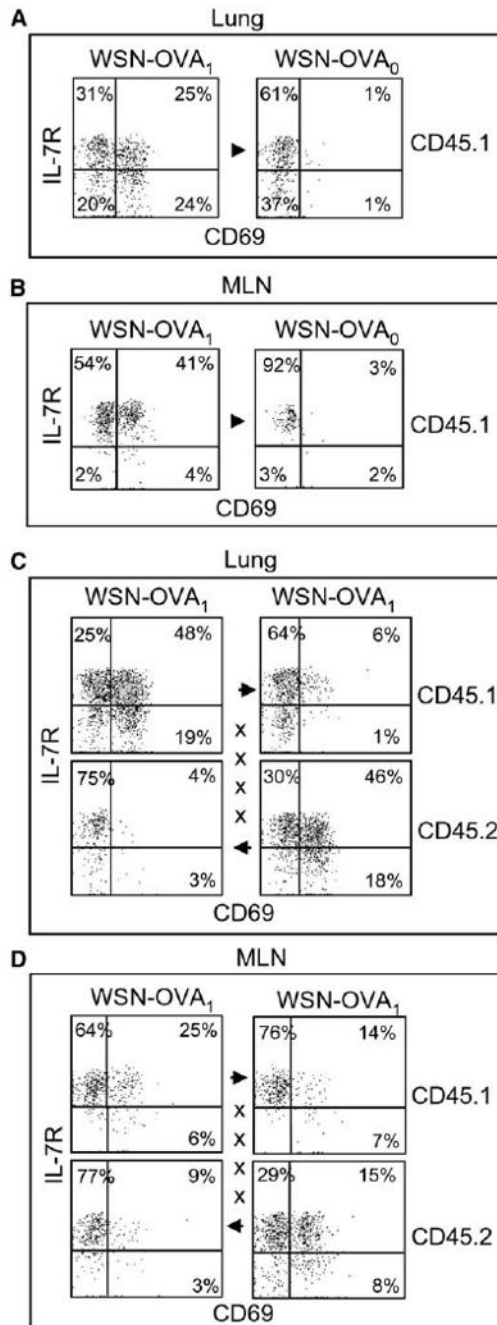 A
Lung
WSN-OVA1 WSN-OVA0
31% 25% 61% 1%
IL-7R CD45.1
20% 24% 37% 1%
CD69
B
MLN
WSN-OVA1 WSN-OVA0
54% 41% 92% 3%
IL-7R CD45.1
2% 4% 3% 2%
CD69
C
Lung
WSN-OVA1 WSN-OVA1
25% 48% 64% 6%
CD45.1
19% x 1%
IL-7R x
75% 4% x 30% 46%
x CD45.2
3% 18%
CD69
D
MLN
WSN-OVA1 WSN-OVA1
64% 25% 76% 14%
CD45.1
x
6% x 7%
IL-7R x
77% 9% x 29% 15%
x CD45.2
3% 8%
CD69